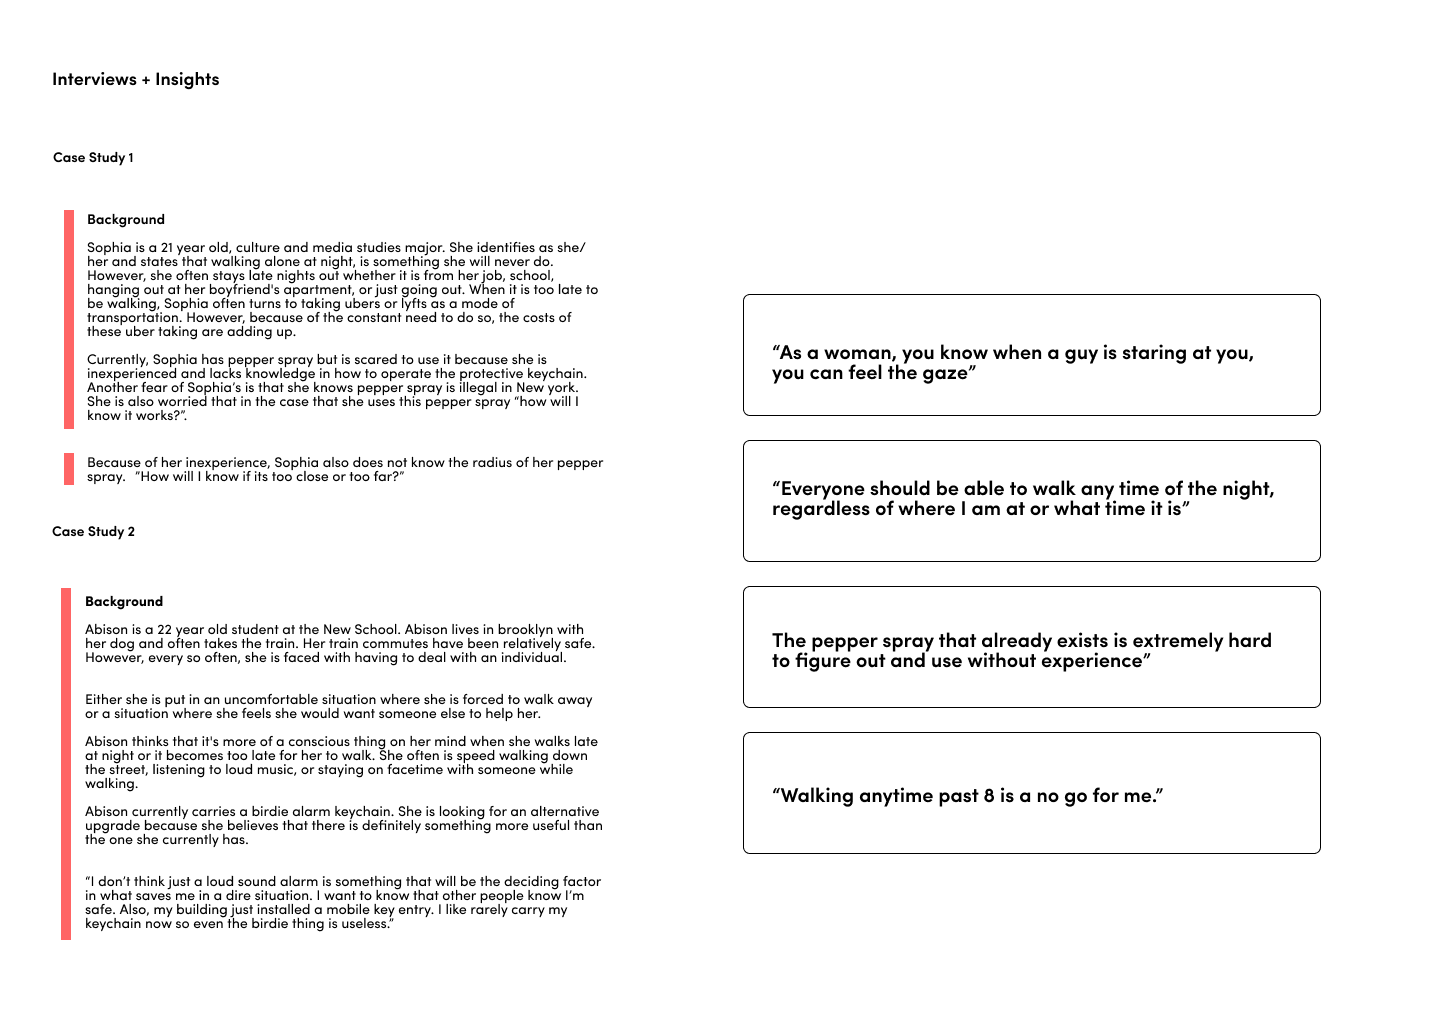 Interviews + Insights
Case Study 1
Background
Sophia is a 21 year old, culture and media studies major. She identifies as she/
her and states that walking alone at night, is something she will never do.
However, she often stays late nights out whether it is from her job, school,
hanging out at her boyfriend's apartment, or just going out. When it is too late to
be walking, Sophia often turns to taking ubers or lyfts as a mode of
transportation. However, because of the constant need to do so, the costs of
these uber taking are adding up.
Currently, Sophia has pepper spray but is scared to use it because she is
inexperienced and lacks knowledge in how to operate the protective keychain.
Another fear of Sophia’s is that she knows pepper spray is illegal in New york.
She is also worried that in the case that she uses this pepper spray “how will I
know it works?”.
Because of her inexperience, Sophia also does not know the radius of her pepper
spray.  “How will I know if its too close or too far?”
Case Study 2
Background
Abison is a 22 year old student at the New School. Abison lives in brooklyn with
her dog and often takes the train. Her train commutes have been relatively safe.
However, every so often, she is faced with having to deal with an individual.
Either she is put in an uncomfortable situation where she is forced to walk away
or a situation where she feels she would want someone else to help her.
Abison thinks that it's more of a conscious thing on her mind when she walks late
at night or it becomes too late for her to walk. She often is speed walking down
the street, listening to loud music, or staying on facetime with someone while
walking.
Abison currently carries a birdie alarm keychain. She is looking for an alternative
upgrade because she believes that there is definitely something more useful than
the one she currently has.
“I don’t think just a loud sound alarm is something that will be the deciding factor
in what saves me in a dire situation. I want to know that other people know I’m
safe. Also, my building just installed a mobile key entry. I like rarely carry my
keychain now so even the birdie thing is useless.”
“As a woman, you know when a guy is staring at you,
you can feel the gaze”
“Everyone should be able to walk any time of the night,
regardless of where I am at or what time it is”
The pepper spray that already exists is extremely hard
to figure out and use without experience”
“Walking anytime past 8 is a no go for me.”